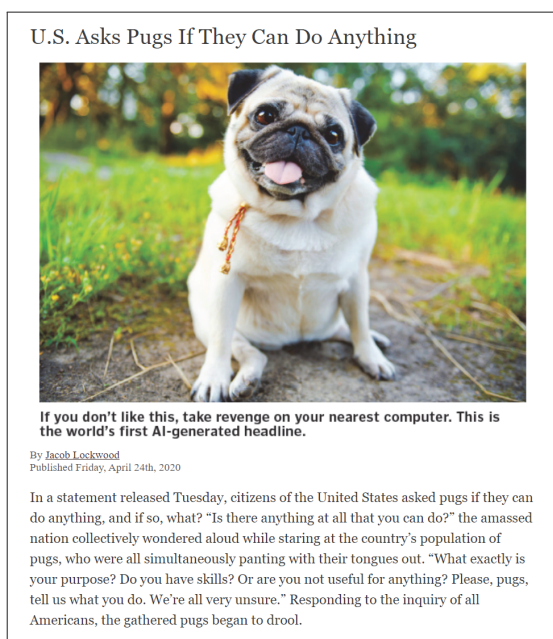 U.S. Asks Pugs If They Can Do Anything
If you don't like this, take revenge on your nearest computer. This is
the world's first AI-generated headline.
By Jacob Lockwood
Published Friday, April 24th, 2020
In a statement released Tuesday, citizens of the United States asked pugs if they can
do anything, and if so, what? “Is there anything at all that you can do?” the amassed
nation collectively wondered aloud while staring at the country's population of
pugs, who were all simultaneously panting with their tongues out. “What exactly is
your purpose? Do you have skills? Or are you not useful for anything? Please, pugs,
tell us what you do. We're all very unsure.” Responding to the inquiry of all
Americans, the gathered pugs began to drool.